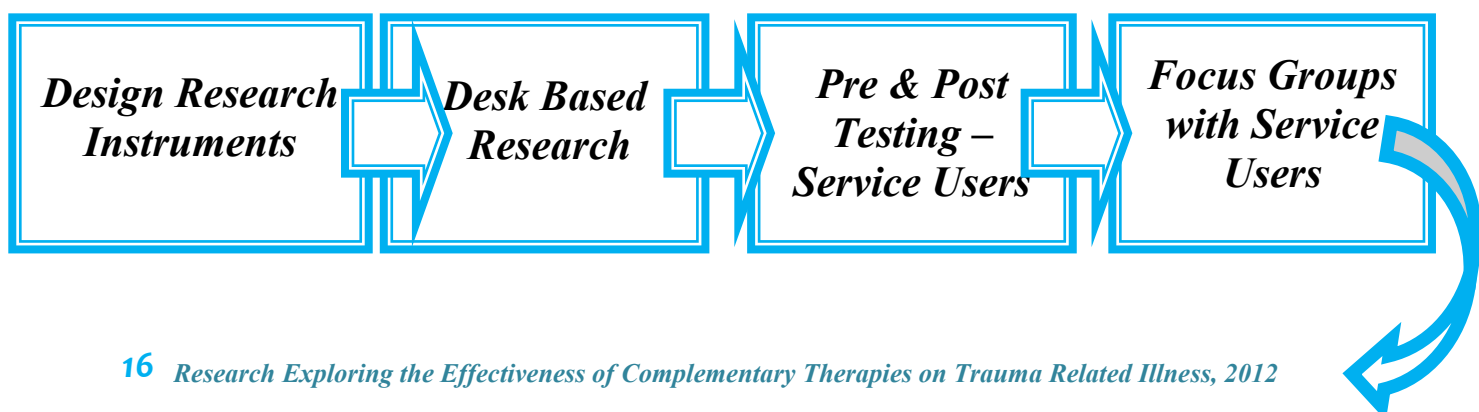 Design Research
Instruments
Desk Based
Research
Pre & Post
Testing –
Service Users
Focus Groups
with Service
Users
16 Research Exploring the Effectiveness of Complementary Therapies on Trauma Related Illness, 2012